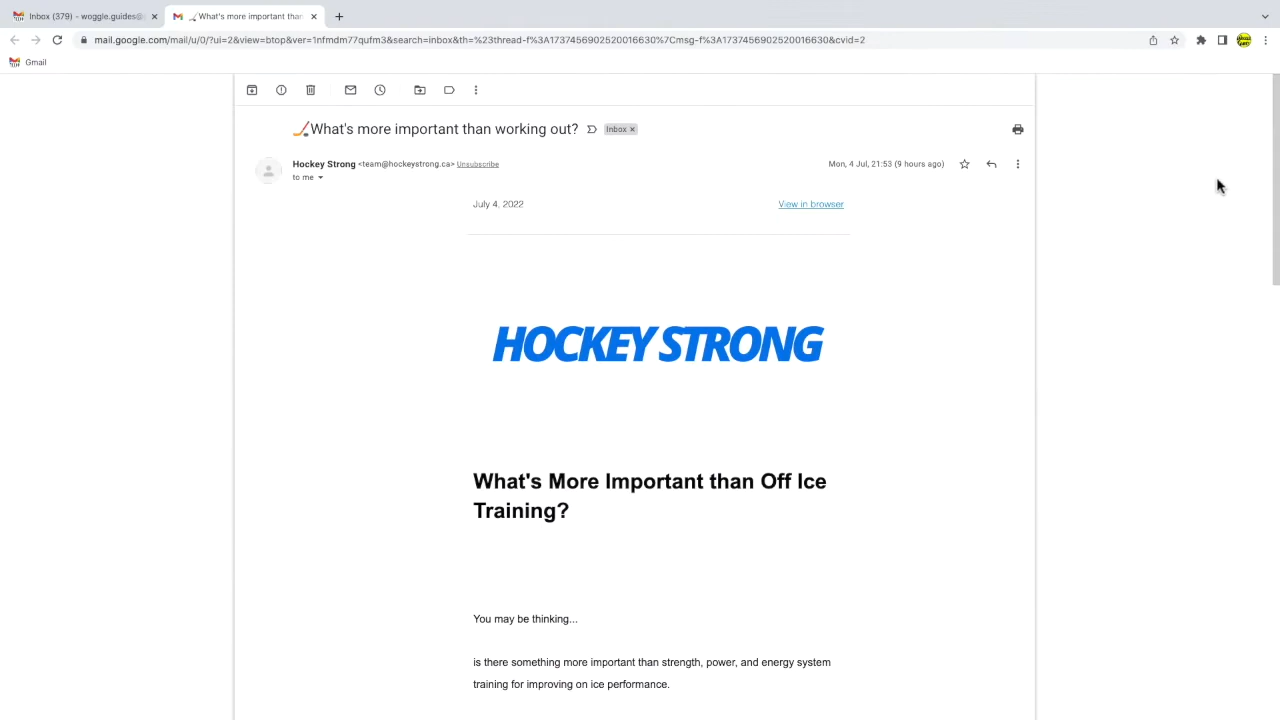 Inbox (379) - woggle.guides@
What's more important than
mail.google.com/mail/u/0/?ui=2&view=btop&ver=1nfmdm77qufm3&search=inbox&th=%23thread-f%3A1737456902520016630%7Cmsg-f%3A1737456902520016630&cvid=2
Gmail
What's more important than working out?
Inbox
Hockey Strong <team@hockeystrong.ca> Unsubscribe
Mon, 4 Jul, 21:53 (9 hours ago)
to me
July 4, 2022
View in browser
HOCKEY STRONG
What's More Important than Off Ice
Training?
You may be thinking...
is there something more important than strength, power, and energy system
training for improving on ice performance.